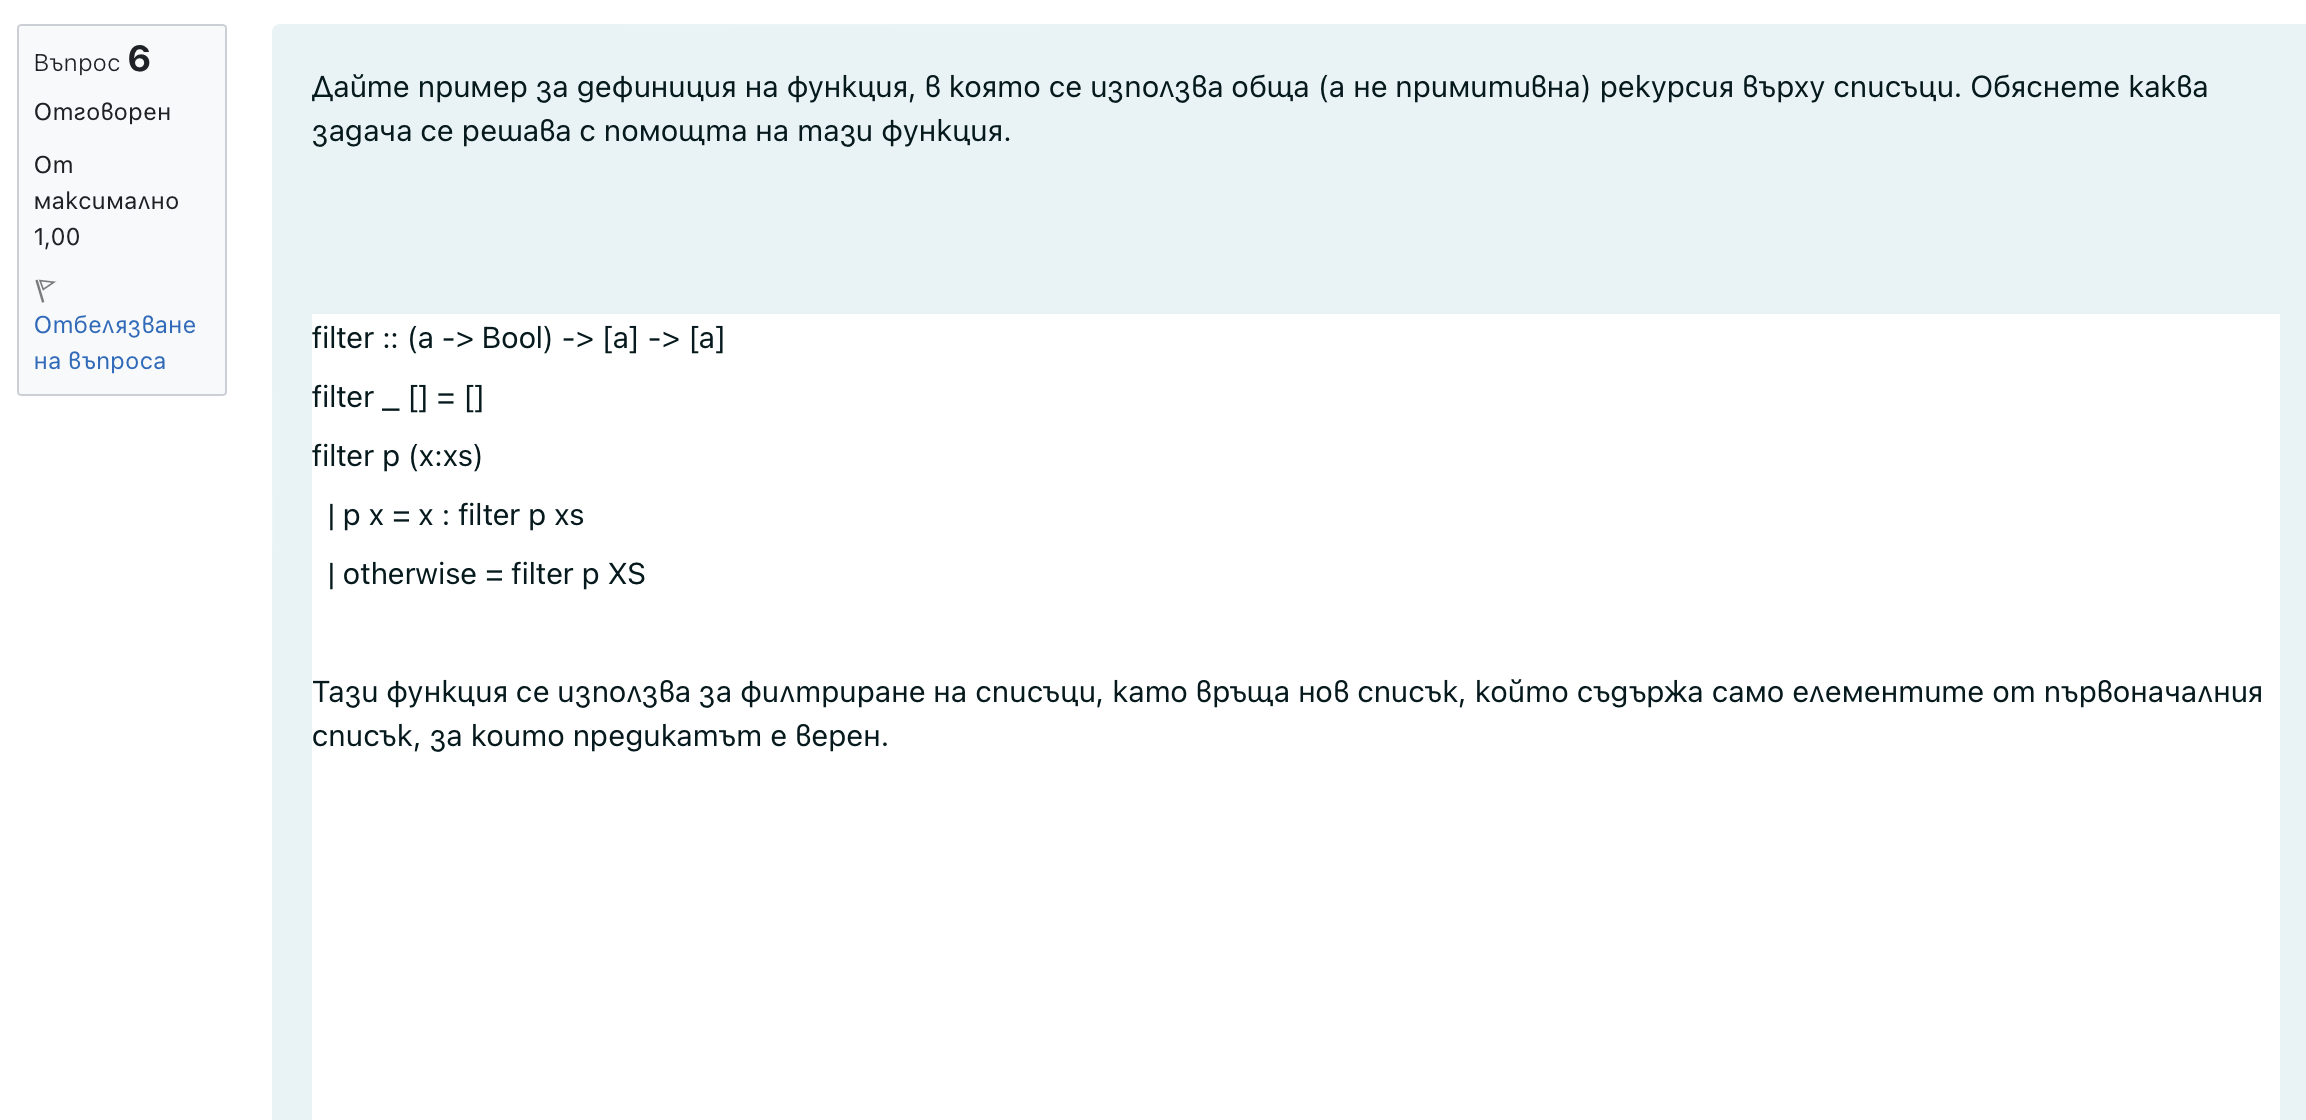 Въпрос 6
Отговорен
От
максимално
1,00
Отбелязване
на въпроса
Дайте пример за дефиниция на функция, в която се използва обща (а не примитивна) рекурсия върху списъци. Обяснете каква
задача се решава с помощта на тази функция.
filter :: (a -> Bool) -> [a] -> [a]
filter _ [] = []
filter p (x:xs)
| p x = x : filter p xs
| otherwise = filter p XS
Тази функция се използва за филтриране на списъци, като връща нов списък, който съдържа само елементите от първоначалния
списък, за които предикатът е верен.